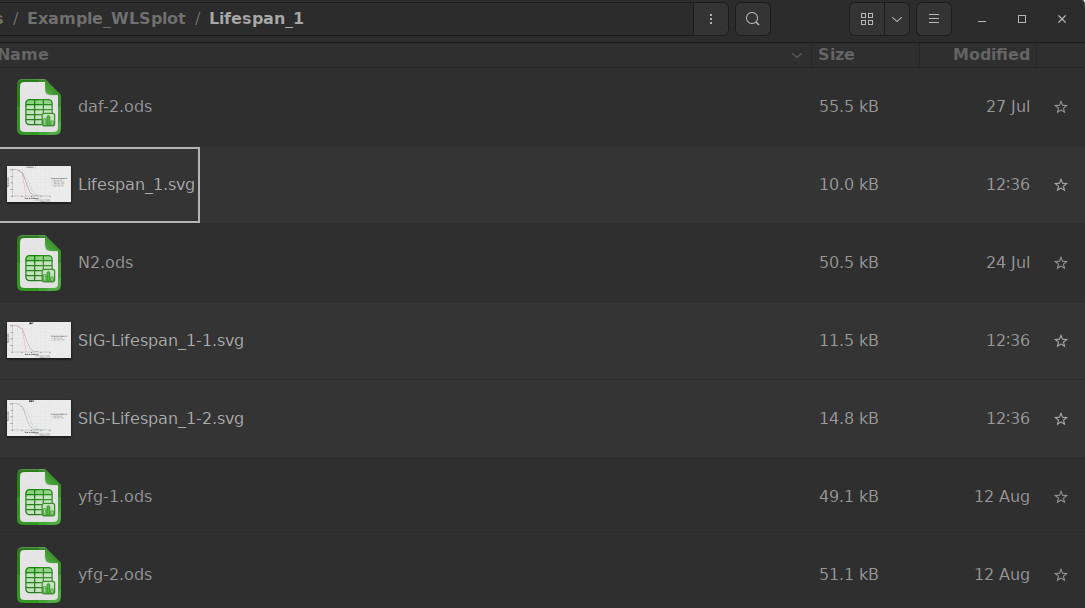 s / Example_WLSplot / Lifespan_1
Name Size Modified
daf-2.ods 55.5 kB 27 Jul
Lifespan_1.svg 10.0 kB 12:36
N2.ods 50.5 kB 24 Jul
SIG-Lifespan_1-1.svg 11.5 kB 12:36
SIG-Lifespan_1-2.svg 14.8 kB 12:36
yfg-1.ods 49.1 kB 12 Aug
yfg-2.ods 51.1 kB 12 Aug